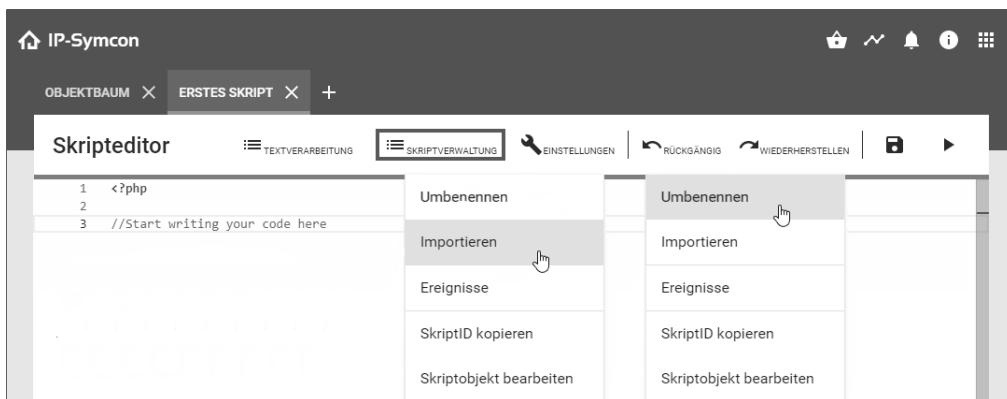 IP-Symcon
OBJEKTBAUM ERSTES SKRIPT
Skripteditor TEXTVERARBEITUNG SKRIPTVERWALTUNG EINSTELLUNGEN RÜCKGÄNGIG WIEDERHERSTELLEN
1 <?php
2
3 //Start writing your code here
Umbenennen
Importieren
Ereignisse
SkriptID kopieren
Skriptobjekt bearbeiten
Umbenennen
Importieren
Ereignisse
SkriptID kopieren
Skriptobjekt bearbeiten